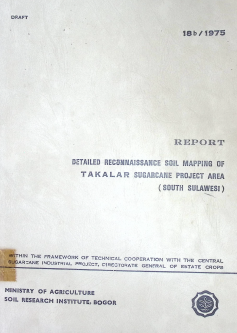 DRAFT
18b/1975
REPORT
DETAILED RECONNAISSANCE SOIL MAPPING OF
TAKALAR SUGARCANE PROJECT AREA
(SOUTH SULAWESI)
WITHIN THE FRAMEWORK OF TECHNICAL COOPERATION WITH THE CENTRAL
SUGARCANE INDUSTRIAL PROJECT, DIRECTORATE GENERAL OF ESTATE CROPS
MINISTRY OF AGRICULTURE
SOIL RESEARCH INSTITUTE, BOGOR